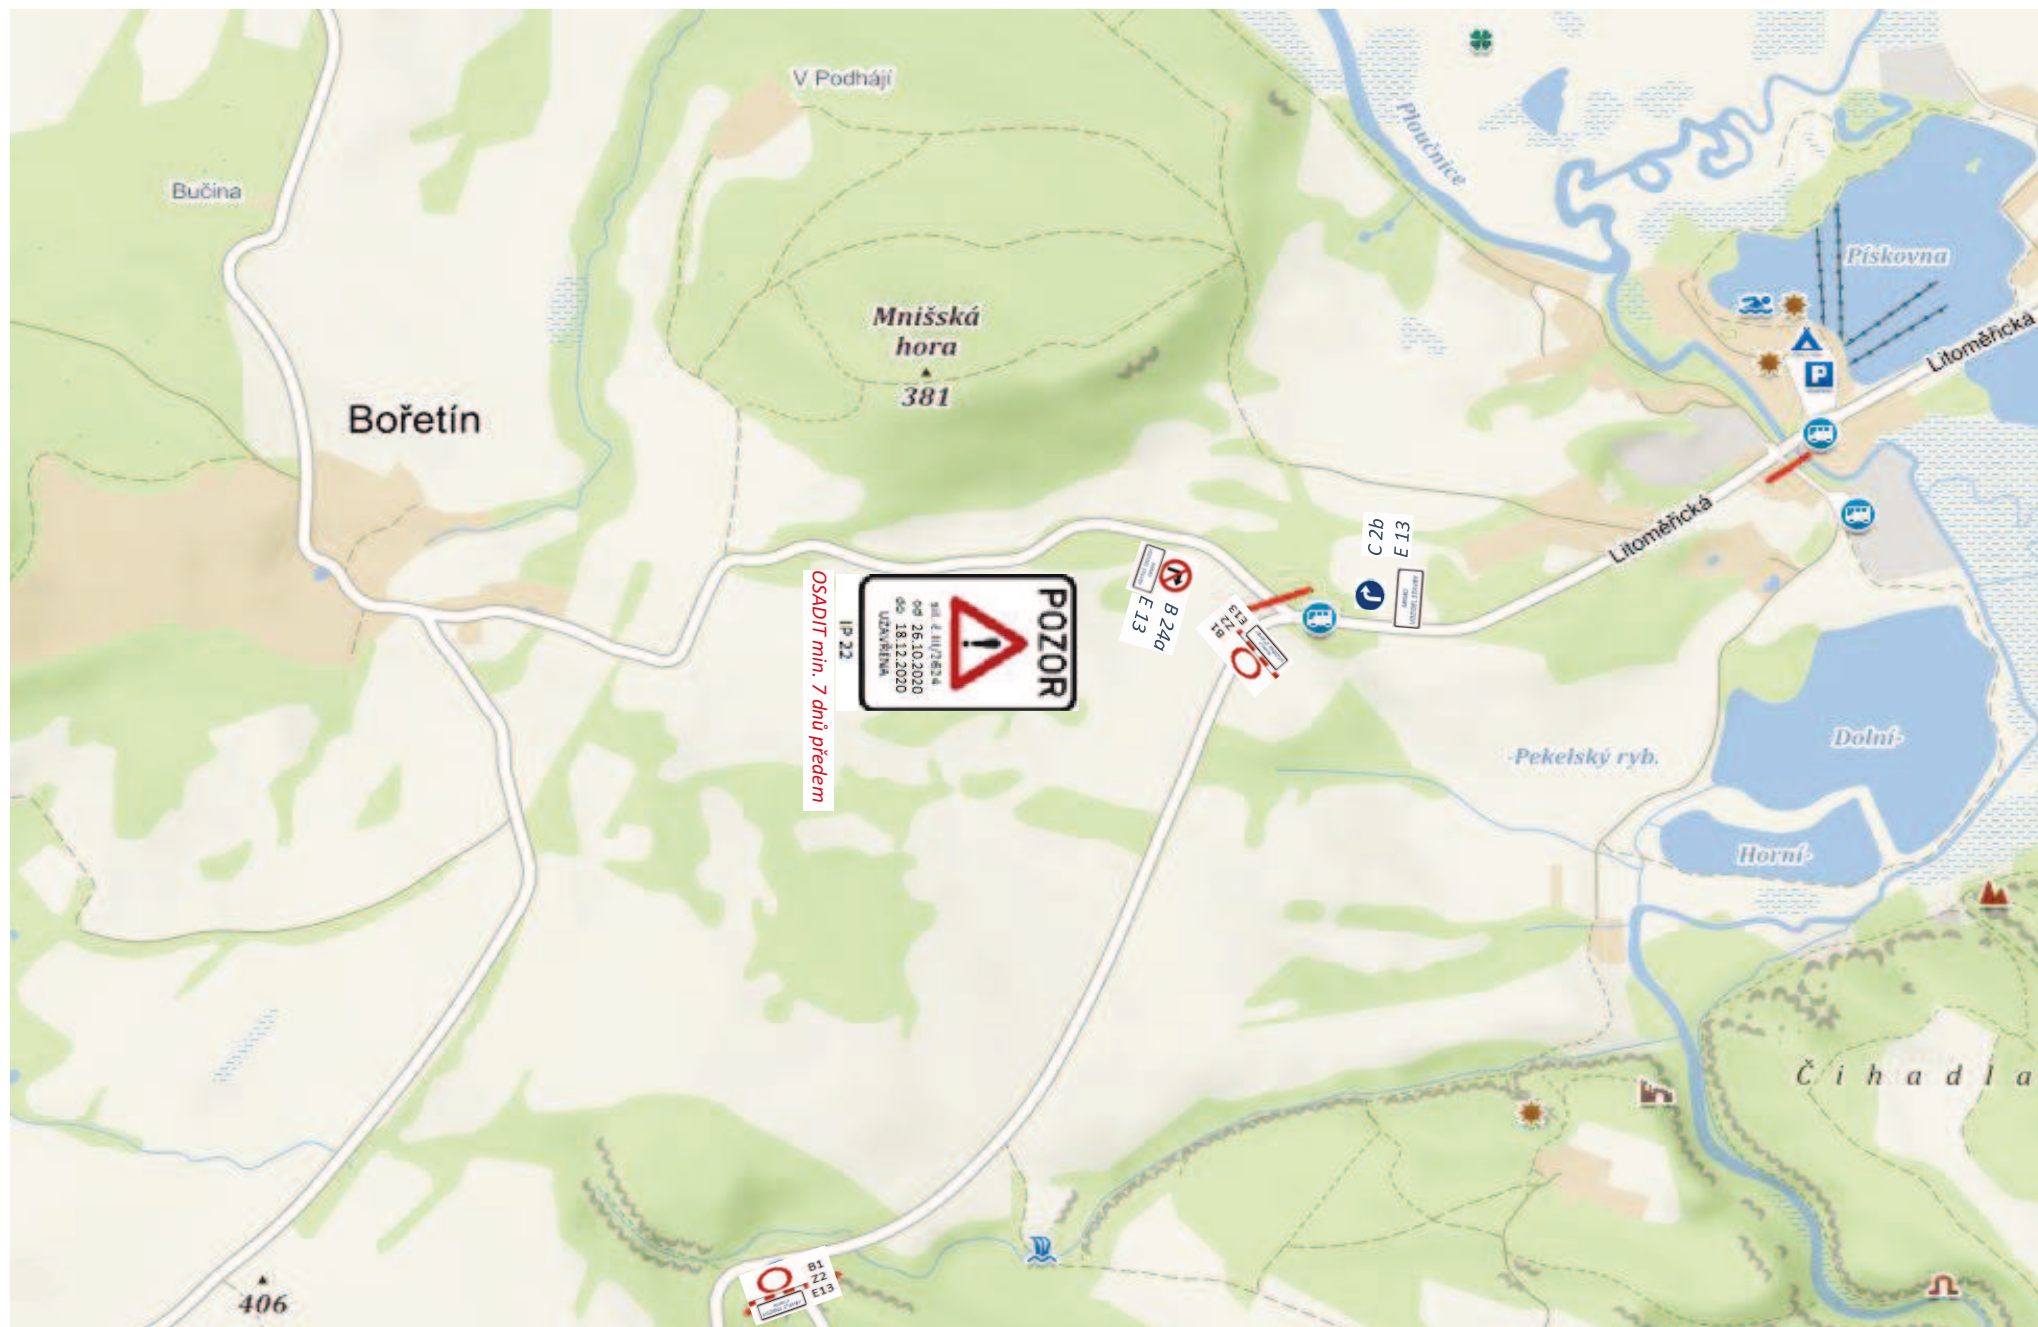 V Podhájí
Bučina
Ploučnice
Pískovna
Mnišská
hora
381
Litoměřická
P
Bořetín
Litoměřická
C 2b
E 13
B 24a
E 13
B1
Z2
E13
POZOR
sil. č III/2624
od 26.10.2020
do 18.12.2020
UZAVŘENA
IP 22
OSADIT min. 7 dnů předem
-Pekelský ryb.
Dolní-
Horní-
Čihadla
B1
Z2
E13
406